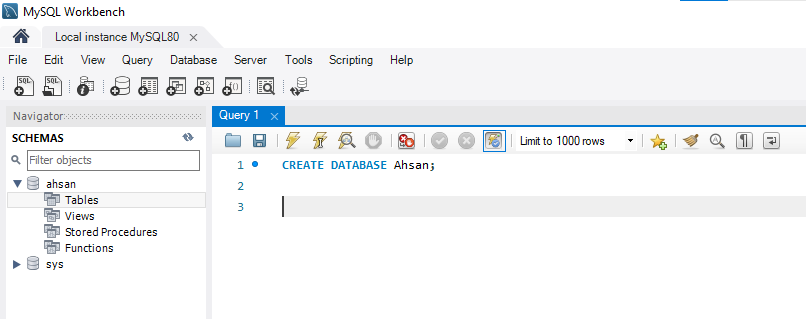 MySQL Workbench
Local instance MySQL80
File Edit View Query Database Server Tools Scripting Help
Navigator
SCHEMAS
Filter objects
ahsan
Tables
Views
Stored Procedures
Functions
sys
Query 1
Limit to 1000 rows
1 CREATE DATABASE Ahsan;
2
3